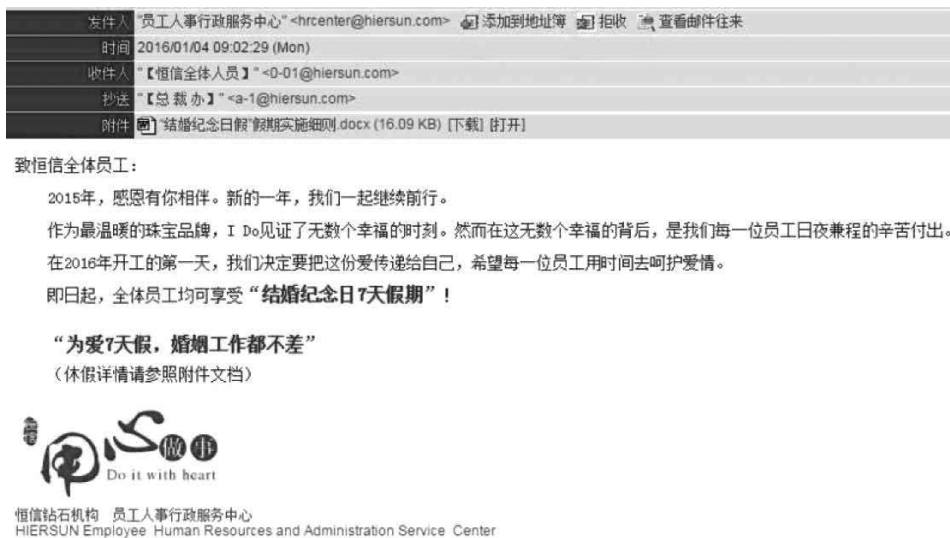 发件人 "员工人事行政服务中心" <hrcenter@hiersun.com> 添加到地址簿 拒收 查看邮件往来
时间 2016/01/04 09:02:29 (Mon)
收件人 "【恒信全体人员】" <0-01@hiersun.com>
抄送 "【总 裁 办】" <a-1@hiersun.com>
附件 "结婚纪念日假"假期实施细则.docx (16.09 KB) [下载] [打开]
致恒信全体员工：
2015年，感恩有你相伴。新的一年，我们一起继续前行。
作为最温暖的珠宝品牌，I Do见证了无数个幸福的时刻。然而在这无数个幸福的背后，是我们每一位员工日夜兼程的辛苦付出。
在2016年开工的第一天，我们决定要把这份爱传递给自己，希望每一位员工用时间去呵护爱情。
即日起，全体员工均可享受“结婚纪念日7天假期”！
“为爱7天假，婚姻工作都不差”
（休假详情请参照附件文档）
用心做事
Do it with heart
恒信钻石机构 员工人事行政服务中心
HIERSUN Employee Human Resources and Administration Service Center